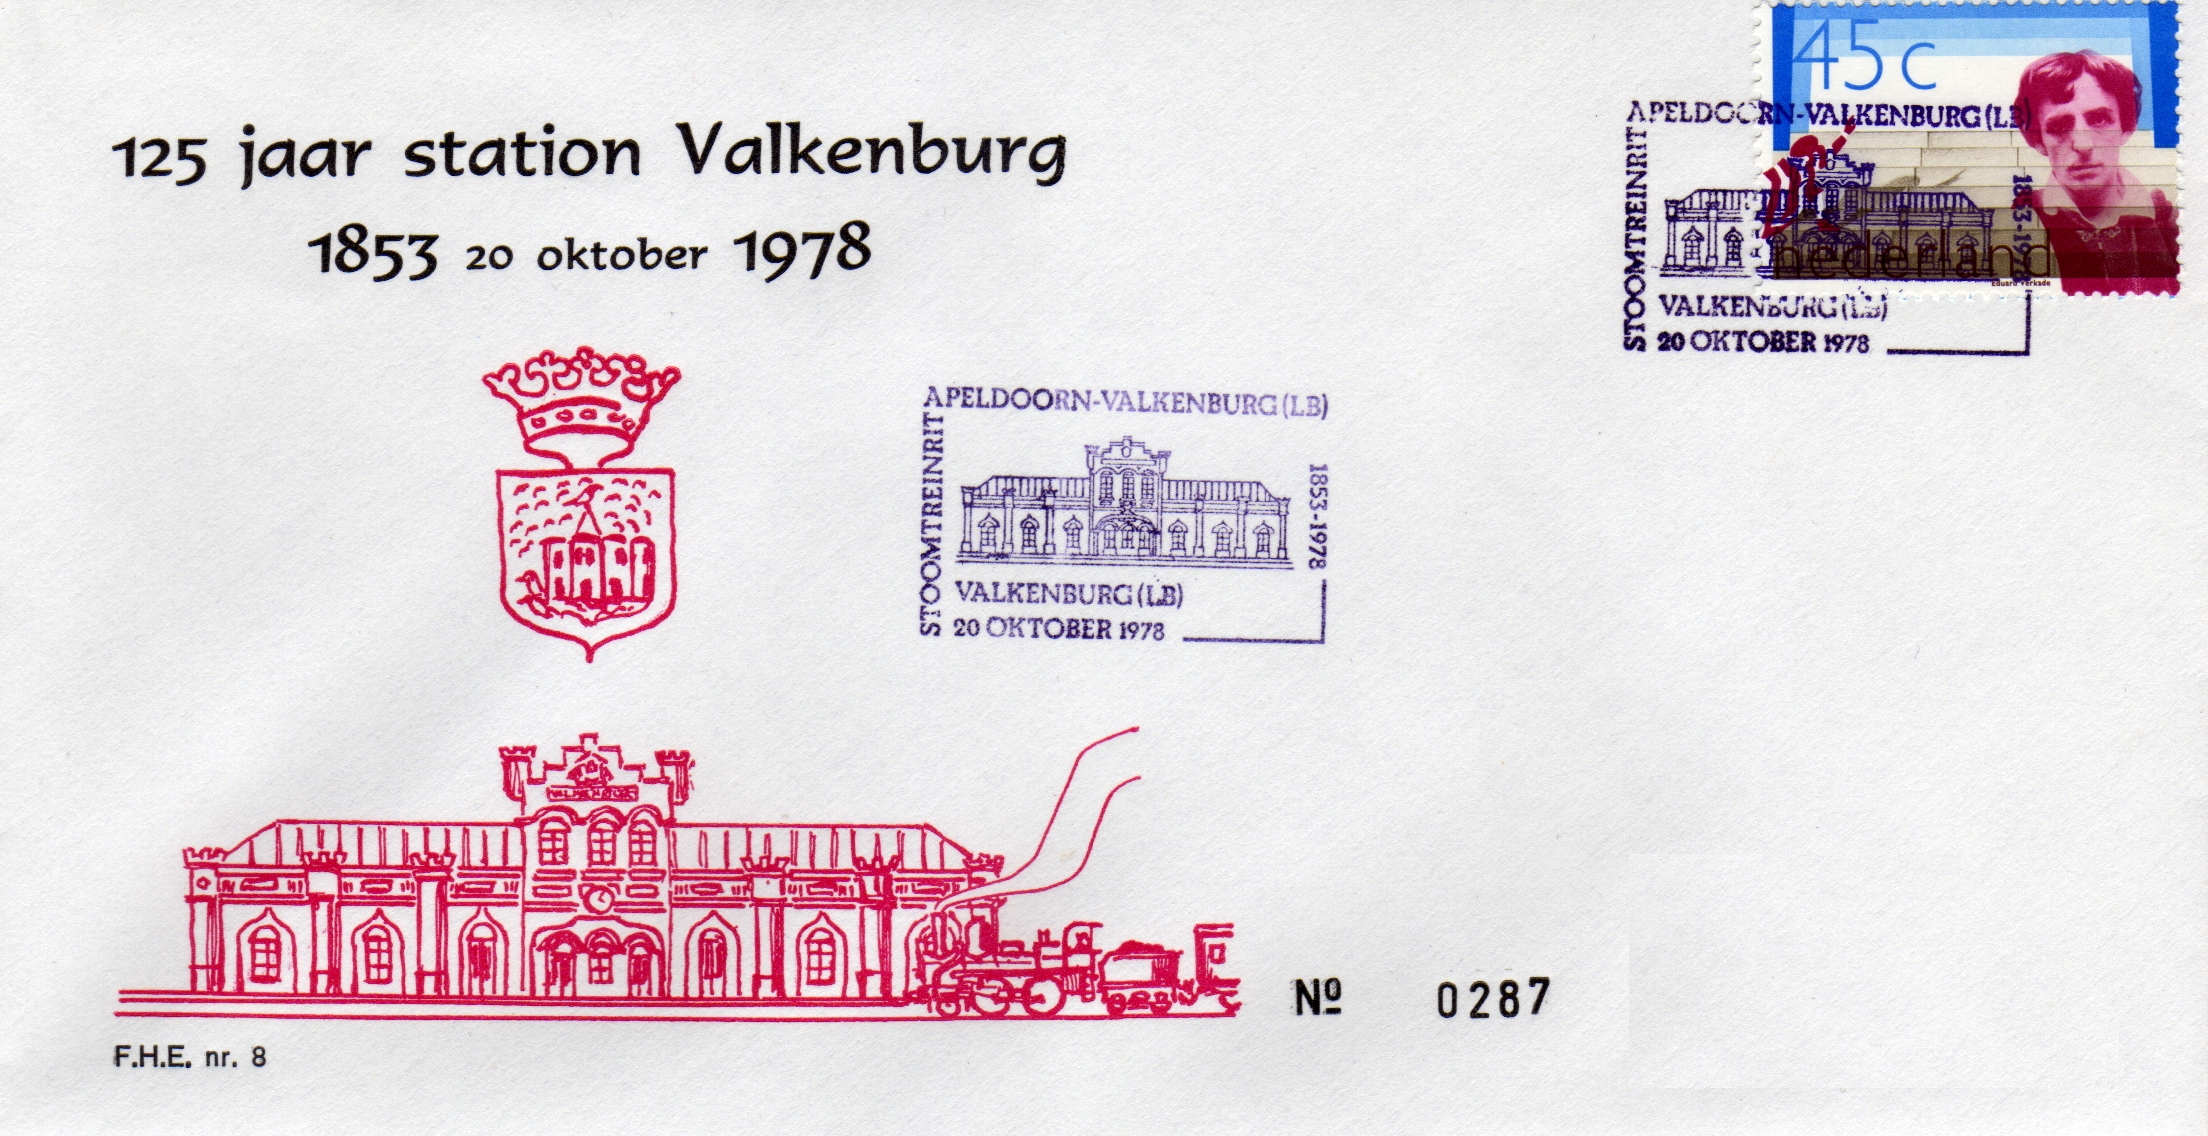 125 jaar station Valkenburg
1853 20 oktober 1978
45c
nederland
Eduard Verkade
APELDOORN-VALKENBURG (LB)
STOOMTREINRIT
1853-1978
VALKENBURG (LB)
20 OKTOBER 1978
APELDOORN-VALKENBURG (LB)
STOOMTREINRIT
1853-1978
VALKENBURG (LB)
20 OKTOBER 1978
Nº 0287
F.H.E. nr. 8